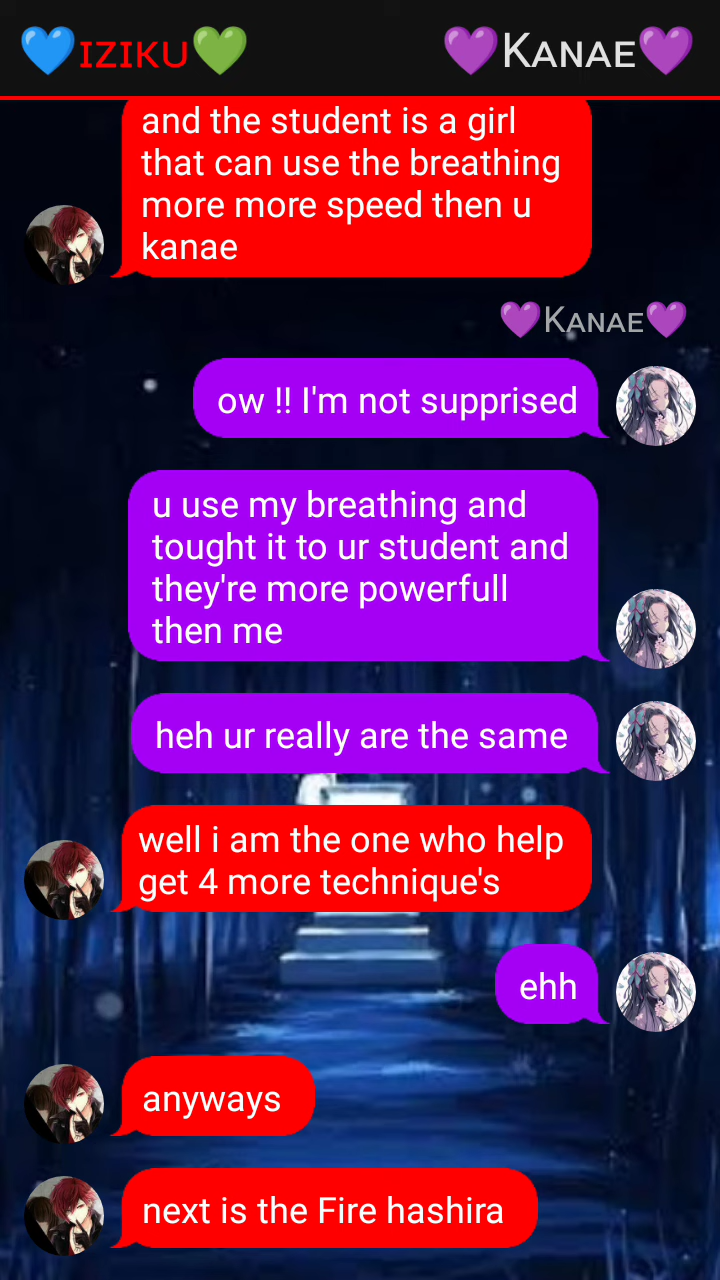 💙IZIKU💚 💜KANAE💜
and the student is a girl
that can use the breathing
more more speed then u
kanae
💜KANAE💜
ow !! I'm not supprised
u use my breathing and
tought it to ur student and
they're more powerfull
then me
heh ur really are the same
well i am the one who help
get 4 more technique's
ehh
anyways
next is the Fire hashira